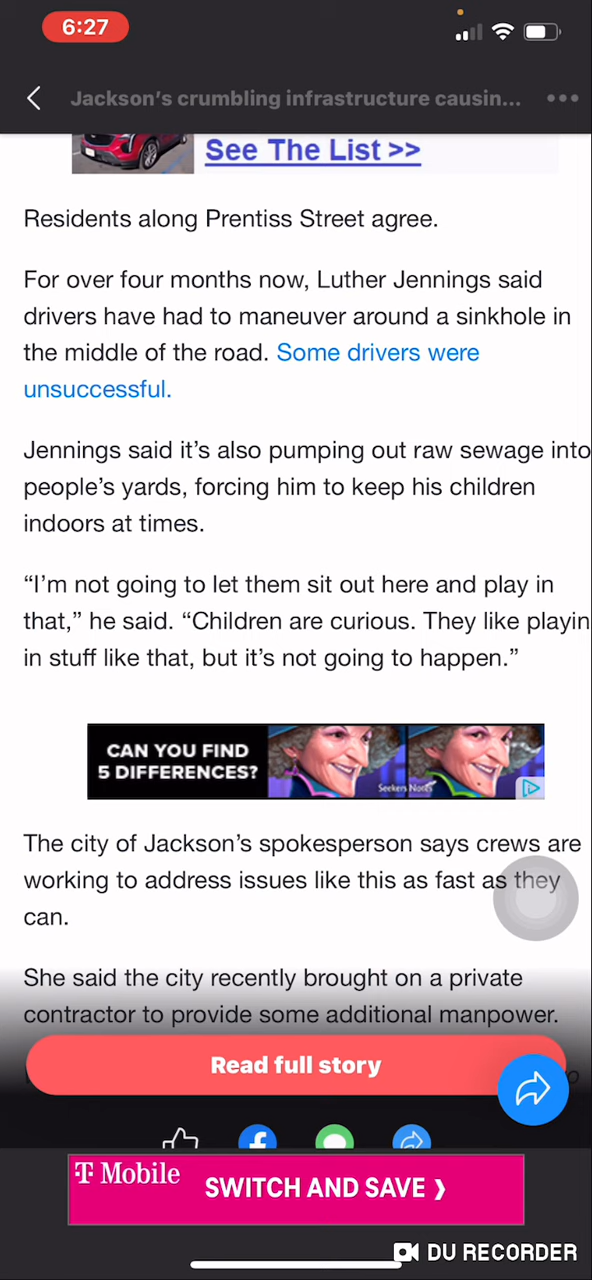 6:27
Jackson’s crumbling infrastructure causin...
See The List >>
Residents along Prentiss Street agree.
For over four months now, Luther Jennings said
drivers have had to maneuver around a sinkhole in
the middle of the road. Some drivers were
unsuccessful.
Jennings said it’s also pumping out raw sewage into
people’s yards, forcing him to keep his children
indoors at times.
“I’m not going to let them sit out here and play in
that,” he said. “Children are curious. They like playin
in stuff like that, but it’s not going to happen.”
CAN YOU FIND
5 DIFFERENCES?
Seekers Notes
The city of Jackson’s spokesperson says crews are
working to address issues like this as fast as they
can.
She said the city recently brought on a private
contractor to provide some additional manpower.
Read full story
T Mobile
SWITCH AND SAVE ❯
DU RECORDER